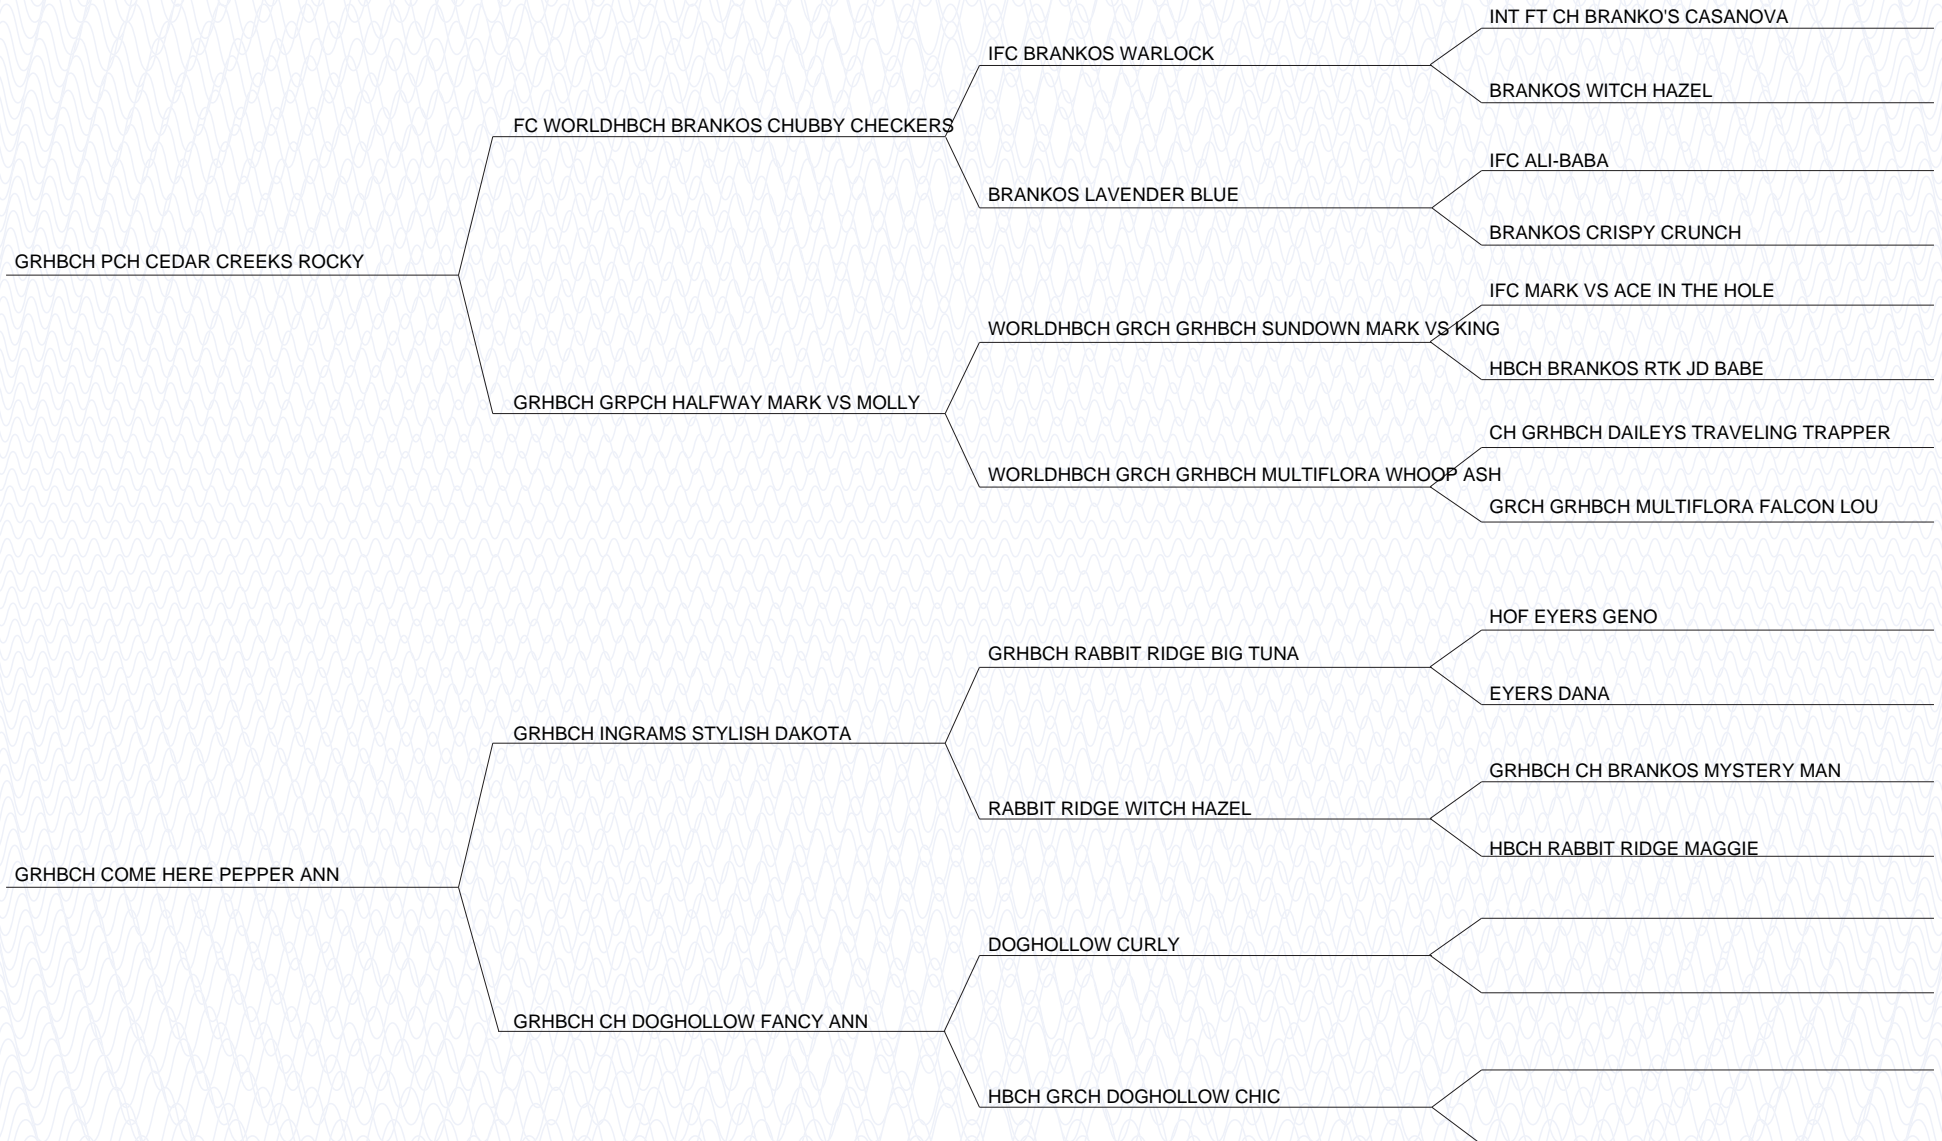 INT FT CH BRANKO'S CASANOVA
IFC BRANKOS WARLOCK
BRANKOS WITCH HAZEL
FC WORLDHBCH BRANKOS CHUBBY CHECKERS
IFC ALI-BABA
BRANKOS LAVENDER BLUE
BRANKOS CRISPY CRUNCH
GRHBCH PCH CEDAR CREEKS ROCKY
IFC MARK VS ACE IN THE HOLE
WORLDHBCH GRCH GRHBCH SUNDOWN MARK VS KING
HBCH BRANKOS RTK JD BABE
GRHBCH GRPCH HALFWAY MARK VS MOLLY
CH GRHBCH DAILEYS TRAVELING TRAPPER
WORLDHBCH GRCH GRHBCH MULTIFLORA WHOOP ASH
GRCH GRHBCH MULTIFLORA FALCON LOU
HOF EYERS GENO
GRHBCH RABBIT RIDGE BIG TUNA
EYERS DANA
GRHBCH INGRAMS STYLISH DAKOTA
GRHBCH CH BRANKOS MYSTERY MAN
RABBIT RIDGE WITCH HAZEL
HBCH RABBIT RIDGE MAGGIE
GRHBCH COME HERE PEPPER ANN
DOGHOLLOW CURLY
GRHBCH CH DOGHOLLOW FANCY ANN
HBCH GRCH DOGHOLLOW CHIC